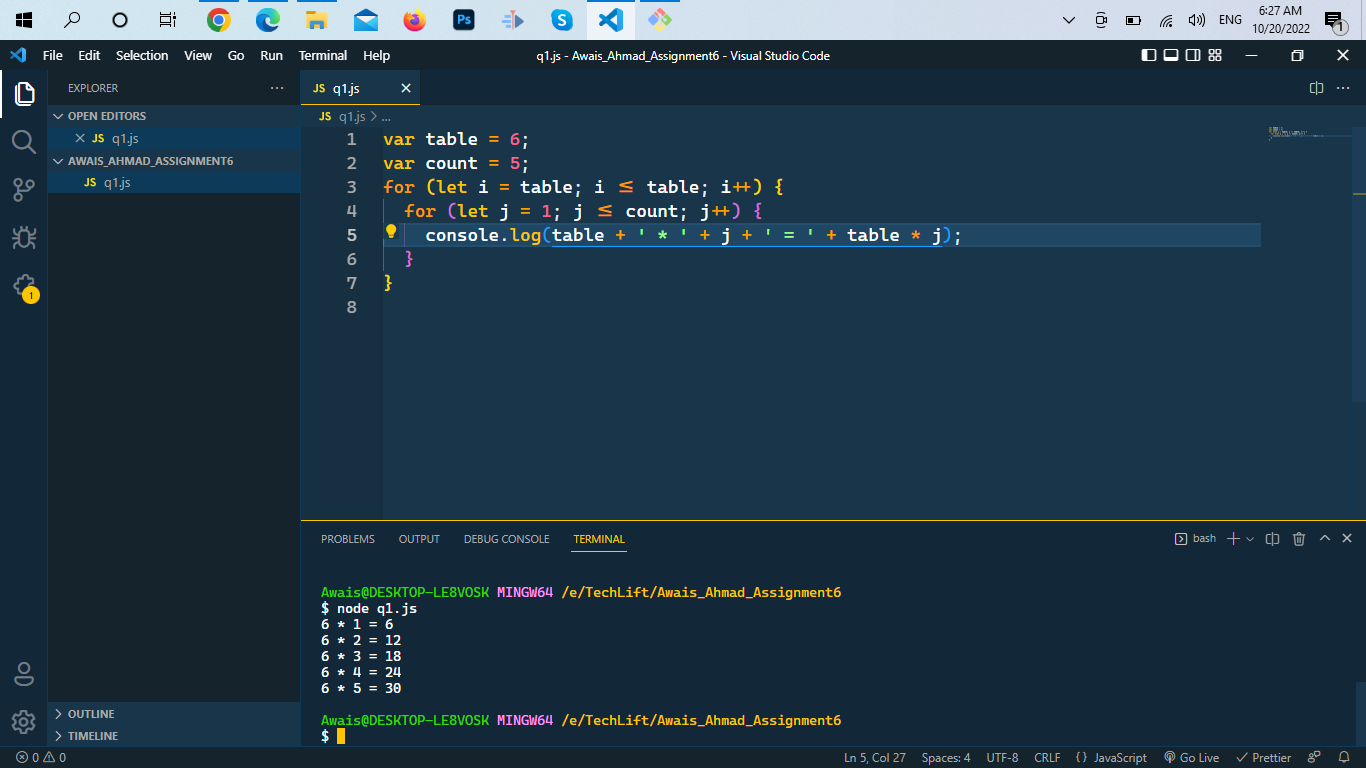 Ps
S
ENG
6:27 AM
10/20/2022
1
File Edit Selection View Go Run Terminal Help
q1.js - Awais_Ahmad_Assignment6 - Visual Studio Code
EXPLORER ...
OPEN EDITORS
JS q1.js
AWAIS_AHMAD_ASSIGNMENT6
JS q1.js
1
OUTLINE
TIMELINE
JS q1.js
JS q1.js > ...
1 var table = 6;
2 var count = 5;
3 for (let i = table; i ≤ table; i++) {
4 for (let j = 1; j ≤ count; j++) {
5 console.log(table + ' * ' + j + ' = ' + table * j);
6 }
7 }
8
PROBLEMS OUTPUT DEBUG CONSOLE TERMINAL
bash
Awais@DESKTOP-LE8VOSK MINGW64 /e/TechLift/Awais_Ahmad_Assignment6
$ node q1.js
6 * 1 = 6
6 * 2 = 12
6 * 3 = 18
6 * 4 = 24
6 * 5 = 30
Awais@DESKTOP-LE8VOSK MINGW64 /e/TechLift/Awais_Ahmad_Assignment6
$
0 0 Ln 5, Col 27 Spaces: 4 UTF-8 CRLF {} JavaScript Go Live Prettier